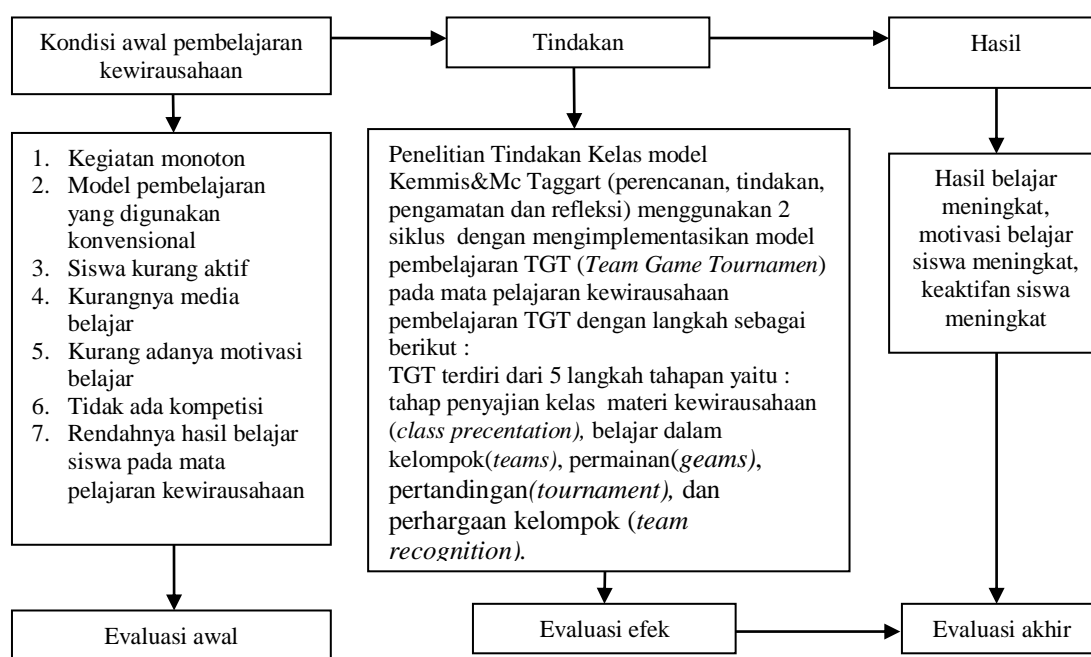 Kondisi awal pembelajaran
kewirausahaan
Tindakan
Hasil
1. Kegiatan monoton
2. Model pembelajaran
yang digunakan
konvensional
3. Siswa kurang aktif
4. Kurangnya media
belajar
5. Kurang adanya motivasi
belajar
6. Tidak ada kompetisi
7. Rendahnya hasil belajar
siswa pada mata
pelajaran kewirausahaan
Penelitian Tindakan Kelas model
Kemmis&Mc Taggart (perencanan, tindakan,
pengamatan dan refleksi) menggunakan 2
siklus dengan mengimplementasikan model
pembelajaran TGT (Team Game Tournamen)
pada mata pelajaran kewirausahaan
pembelajaran TGT dengan langkah sebagai
berikut :
TGT terdiri dari 5 langkah tahapan yaitu :
tahap penyajian kelas materi kewirausahaan
(class precentation), belajar dalam
kelompok(teams), permainan(geams),
pertandingan(tournament), dan
perhargaan kelompok (team
recognition).
Hasil belajar
meningkat,
motivasi belajar
siswa meningkat,
keaktifan siswa
meningkat
Evaluasi awal
Evaluasi efek
Evaluasi akhir